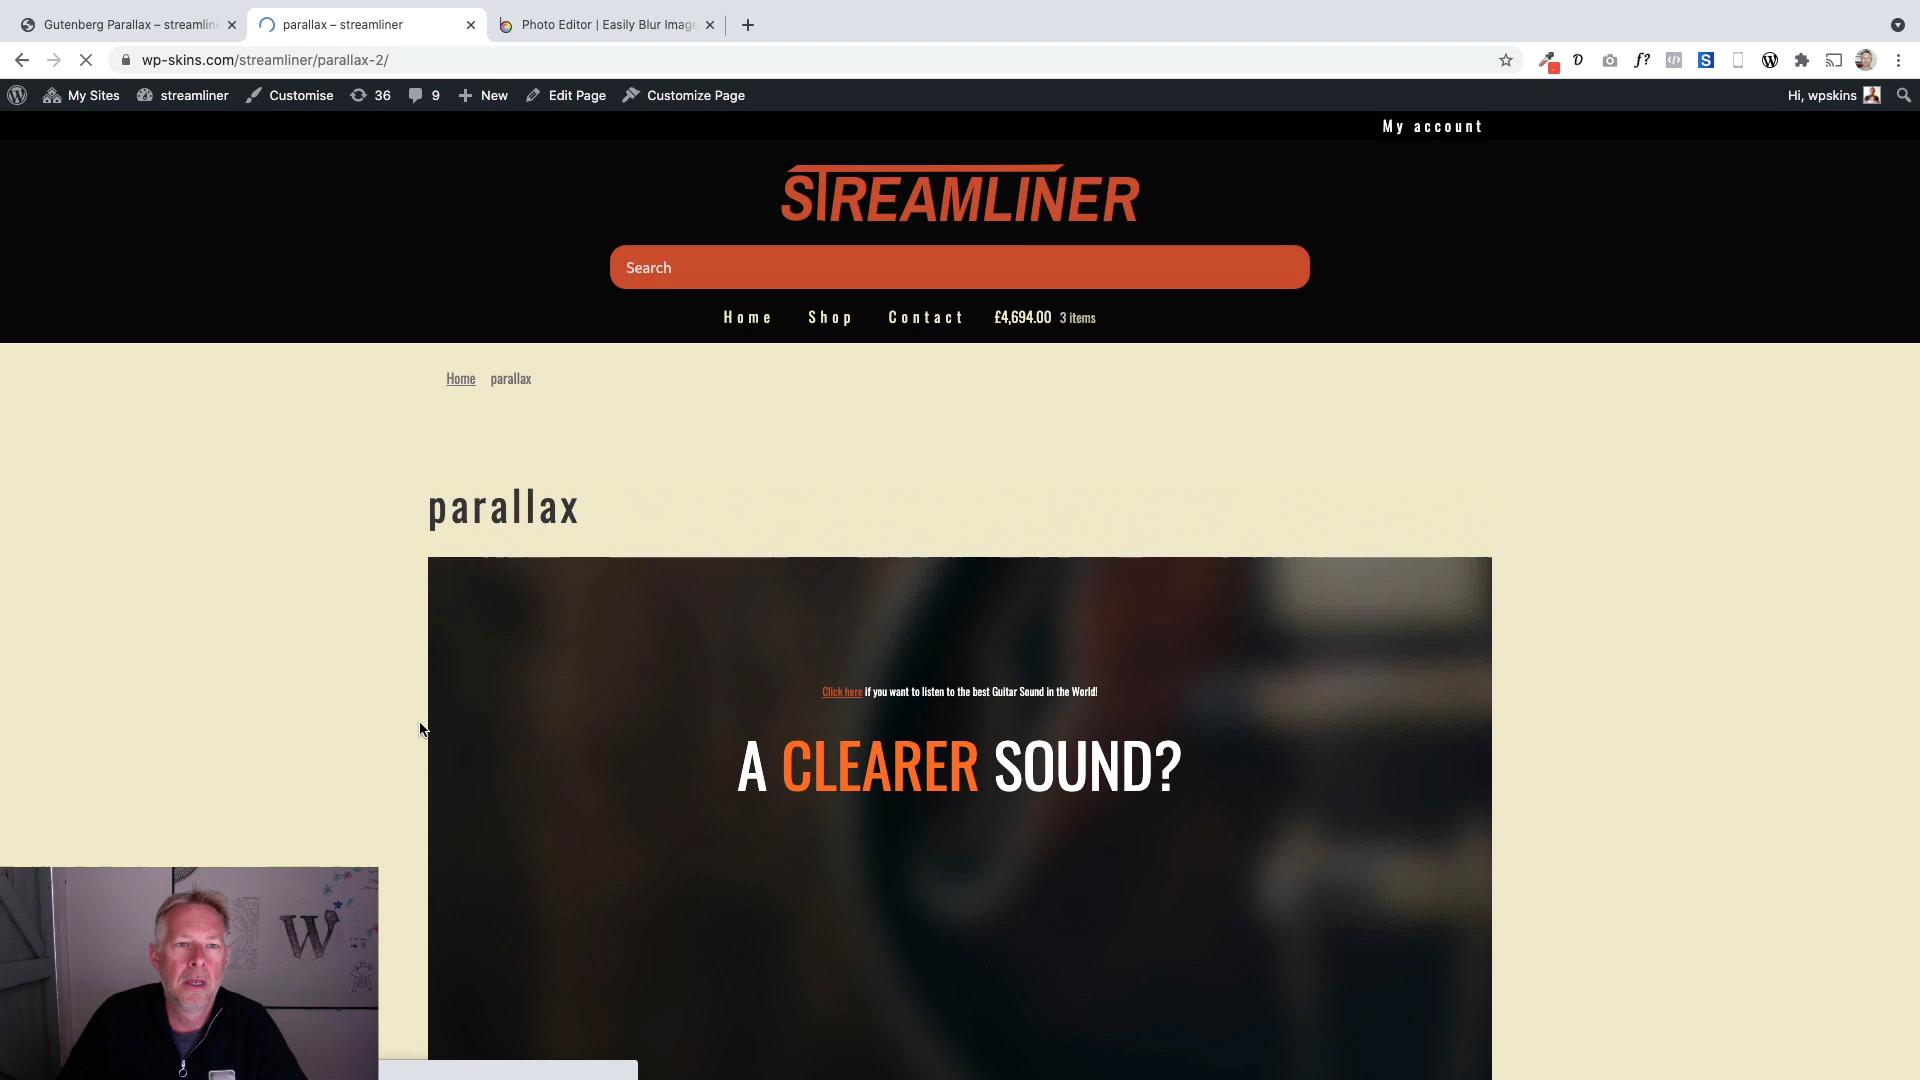 Gutenberg Parallax – streamlin
parallax – streamliner
Photo Editor | Easily Blur Image
wp-skins.com/streamliner/parallax-2/
My Sites streamliner Customise 36 9 New Edit Page Customize Page Hi, wpskins
My account
STREAMLINER
Search
Home Shop Contact £4,694.00 3 items
Home parallax
parallax
Click here if you want to listen to the best Guitar Sound in the World!
A CLEARER SOUND?
W